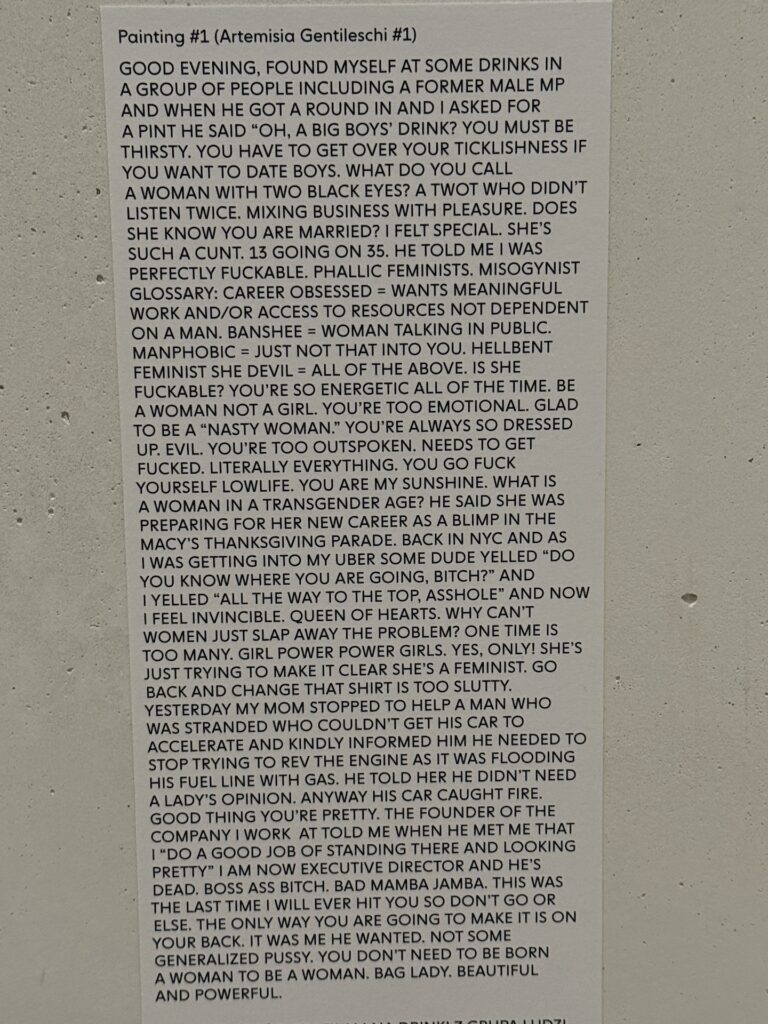 Painting #1 (Artemisia Gentileschi #1)
GOOD EVENING, FOUND MYSELF AT SOME DRINKS IN
A GROUP OF PEOPLE INCLUDING A FORMER MALE MP
AND WHEN HE GOT A ROUND IN AND I ASKED FOR
A PINT HE SAID “OH, A BIG BOYS’ DRINK? YOU MUST BE
THIRSTY. YOU HAVE TO GET OVER YOUR TICKLISHNESS IF
YOU WANT TO DATE BOYS. WHAT DO YOU CALL
A WOMAN WITH TWO BLACK EYES? A TWOT WHO DIDN’T
LISTEN TWICE. MIXING BUSINESS WITH PLEASURE. DOES
SHE KNOW YOU ARE MARRIED? I FELT SPECIAL. SHE’S
SUCH A CUNT. 13 GOING ON 35. HE TOLD ME I WAS
PERFECTLY FUCKABLE. PHALLIC FEMINISTS. MISOGYNIST
GLOSSARY: CAREER OBSESSED = WANTS MEANINGFUL
WORK AND/OR ACCESS TO RESOURCES NOT DEPENDENT
ON A MAN. BANSHEE = WOMAN TALKING IN PUBLIC.
MANPHOBIC = JUST NOT THAT INTO YOU. HELLBENT
FEMINIST SHE DEVIL = ALL OF THE ABOVE. IS SHE
FUCKABLE? YOU’RE SO ENERGETIC ALL OF THE TIME. BE
A WOMAN NOT A GIRL. YOU’RE TOO EMOTIONAL. GLAD
TO BE A “NASTY WOMAN.” YOU’RE ALWAYS SO DRESSED
UP. EVIL. YOU’RE TOO OUTSPOKEN. NEEDS TO GET
FUCKED. LITERALLY EVERYTHING. YOU GO FUCK
YOURSELF LOWLIFE. YOU ARE MY SUNSHINE. WHAT IS
A WOMAN IN A TRANSGENDER AGE? HE SAID SHE WAS
PREPARING FOR HER NEW CAREER AS A BLIMP IN THE
MACY’S THANKSGIVING PARADE. BACK IN NYC AND AS
I WAS GETTING INTO MY UBER SOME DUDE YELLED “DO
YOU KNOW WHERE YOU ARE GOING, BITCH?” AND
I YELLED “ALL THE WAY TO THE TOP, ASSHOLE” AND NOW
I FEEL INVINCIBLE. QUEEN OF HEARTS. WHY CAN’T
WOMEN JUST SLAP AWAY THE PROBLEM? ONE TIME IS
TOO MANY. GIRL POWER POWER GIRLS. YES, ONLY! SHE’S
JUST TRYING TO MAKE IT CLEAR SHE’S A FEMINIST. GO
BACK AND CHANGE THAT SHIRT IS TOO SLUTTY.
YESTERDAY MY MOM STOPPED TO HELP A MAN WHO
WAS STRANDED WHO COULDN’T GET HIS CAR TO
ACCELERATE AND KINDLY INFORMED HIM HE NEEDED TO
STOP TRYING TO REV THE ENGINE AS IT WAS FLOODING
HIS FUEL LINE WITH GAS. HE TOLD HER HE DIDN’T NEED
A LADY’S OPINION. ANYWAY HIS CAR CAUGHT FIRE.
GOOD THING YOU’RE PRETTY. THE FOUNDER OF THE
COMPANY I WORK AT TOLD ME WHEN HE MET ME THAT
I “DO A GOOD JOB OF STANDING THERE AND LOOKING
PRETTY” I AM NOW EXECUTIVE DIRECTOR AND HE’S
DEAD. BOSS ASS BITCH. BAD MAMBA JAMBA. THIS WAS
THE LAST TIME I WILL EVER HIT YOU SO DON’T GO OR
ELSE. THE ONLY WAY YOU ARE GOING TO MAKE IT IS ON
YOUR BACK. IT WAS ME HE WANTED. NOT SOME
GENERALIZED PUSSY. YOU DON’T NEED TO BE BORN
A WOMAN TO BE A WOMAN. BAG LADY. BEAUTIFUL
AND POWERFUL.